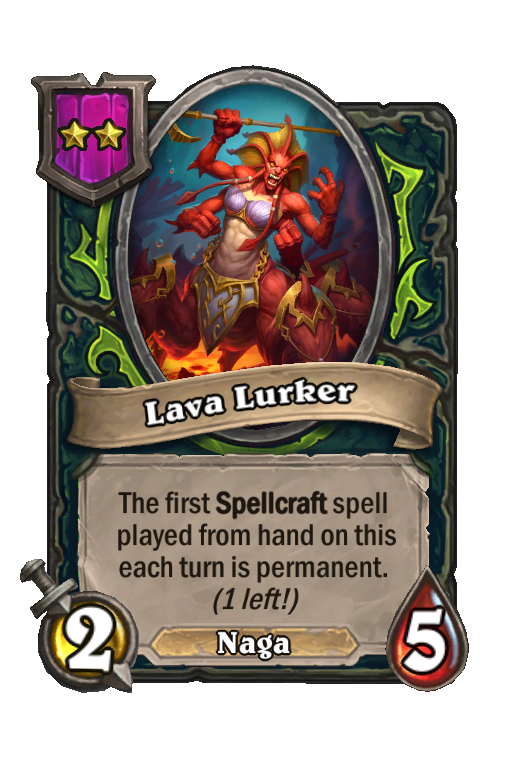 Lava Lurker
The first Spellcraft spell
played from hand on this
each turn is permanent.
(1 left!)
2
Naga
5